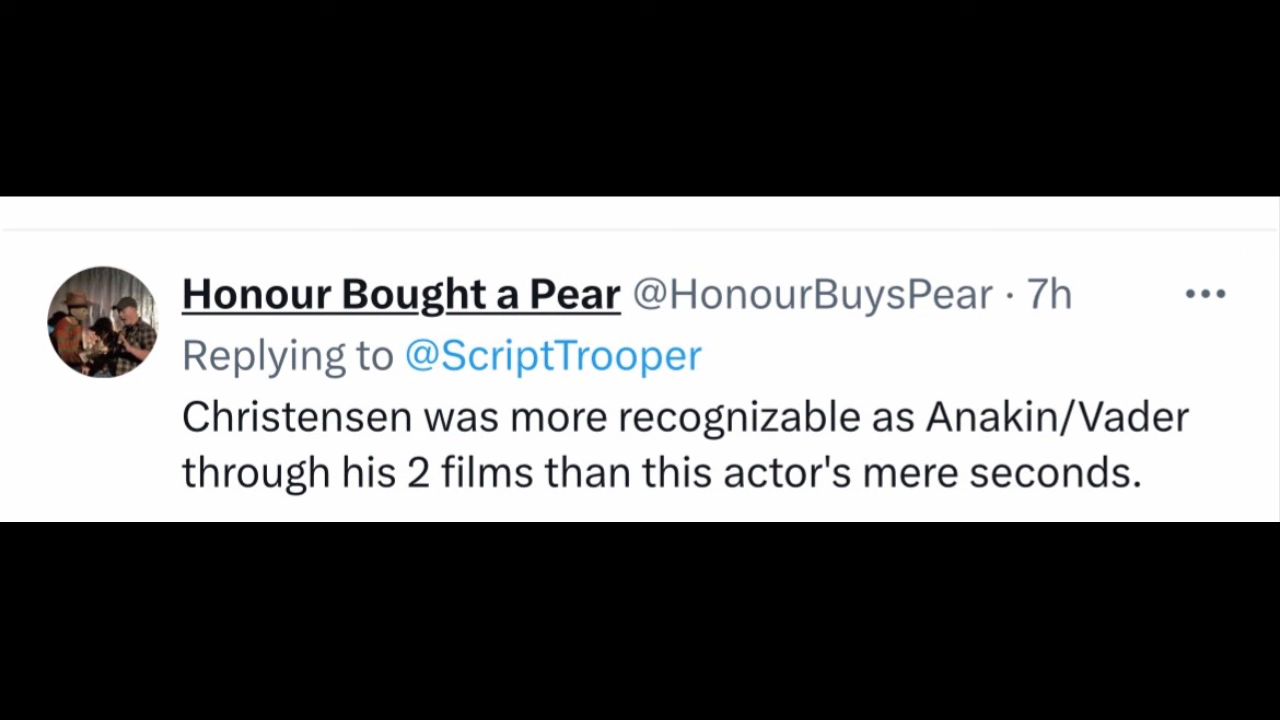 Honour Bought a Pear @HonourBuysPear · 7h
Replying to @ScriptTrooper
Christensen was more recognizable as Anakin/Vader
through his 2 films than this actor's mere seconds.